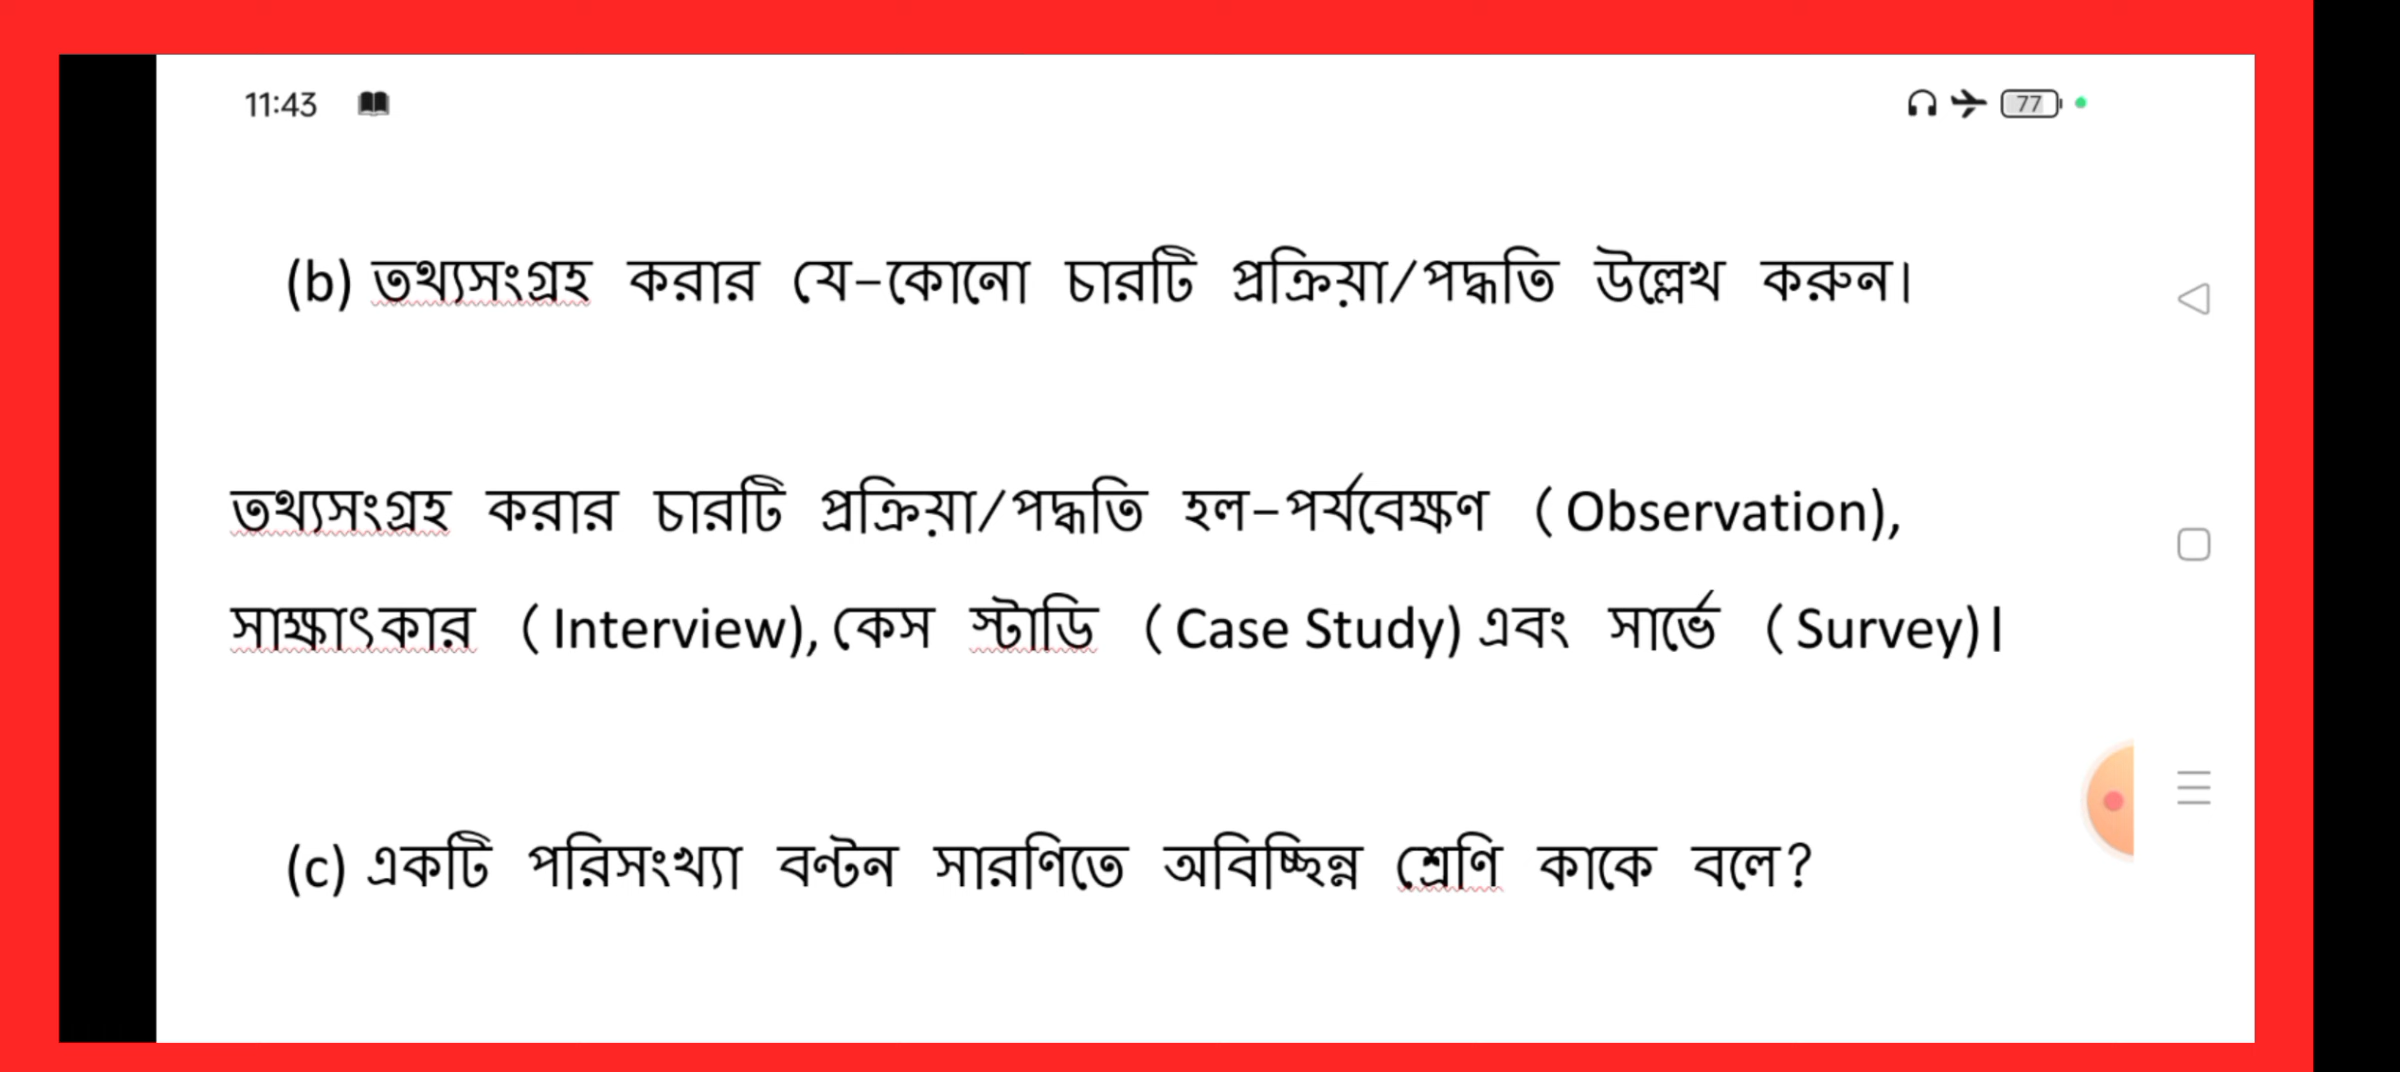 11:43
77
(b) তথ্যসংগ্রহ করার যে-কোনো চারটি প্রক্রিয়া/পদ্ধতি উল্লেখ করুন।
তথ্যসংগ্রহ করার চারটি প্রক্রিয়া/পদ্ধতি হল-পর্যবেক্ষণ (Observation),
সাক্ষাৎকার (Interview), কেস স্টাডি (Case Study) এবং সার্ভে (Survey)।
(c) একটি পরিসংখ্যা বণ্টন সারণিতে অবিচ্ছিন্ন শ্রেণি কাকে বলে?